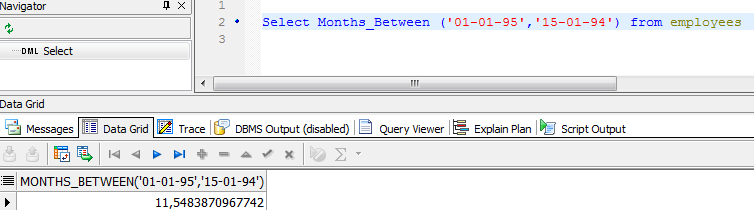 Navigator
DML Select
1
2 Select Months_Between ('01-01-95','15-01-94') from employees
3
Data Grid
Messages Data Grid Trace DBMS Output (disabled) Query Viewer Explain Plan Script Output
MONTHS_BETWEEN('01-01-95','15-01-94')
11,5483870967742